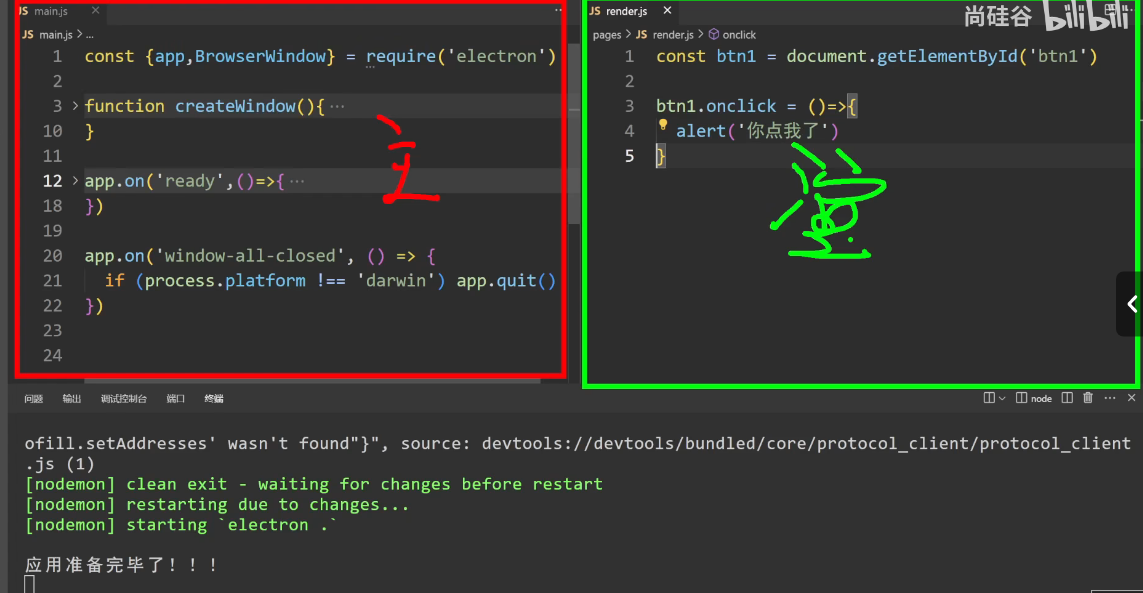 JS main.js ×
JS main.js > ...
1 const {app,BrowserWindow} = require('electron')
2
3 function createWindow(){ ···
10 }
11
12 app.on('ready',()=>{ ···
18 })
19
20 app.on('window-all-closed', () => {
21 if (process.platform !== 'darwin') app.quit()
22 })
23
24
主
JS render.js ×
尚硅谷 bilibili
pages > JS render.js > onclick
1 const btn1 = document.getElementById('btn1')
2
3 btn1.onclick = ()=>{
4 alert('你点我了')
5 }
渲
问题 输出 调试控制台 端口 终端
node
ofill.setAddresses' wasn't found"}", source: devtools://devtools/bundled/core/protocol_client/protocol_client
.js (1)
[nodemon] clean exit - waiting for changes before restart
[nodemon] restarting due to changes...
[nodemon] starting `electron .`
应用准备完毕了！！！